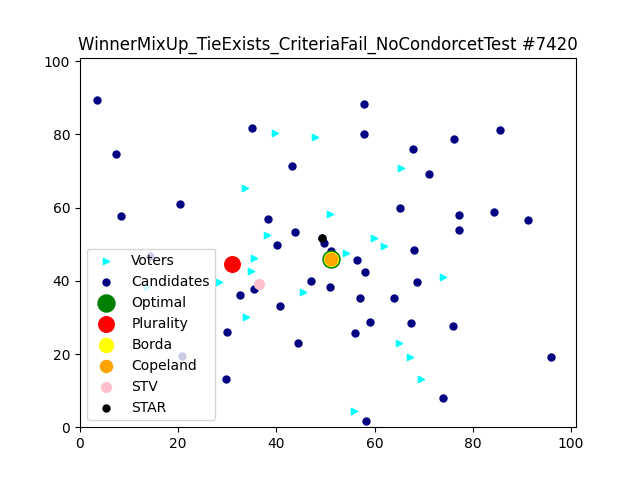 WinnerMixUp_TieExists_CriteriaFail_NoCondorcetTest #7420
100
80
60
40
20
0
Voters
Candidates
Optimal
Plurality
Borda
Copeland
STV
STAR
0 20 40 60 80 100